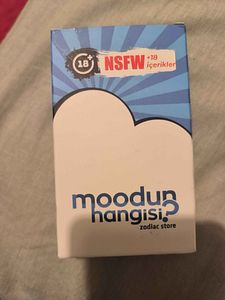 18+
NSFW +18
içerikler
moodun
hangisi?
zodiac store